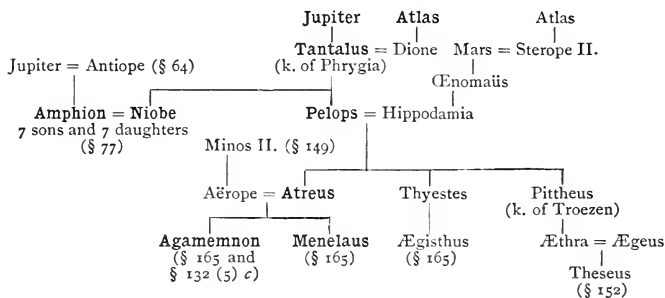 Jupiter Atlas Atlas
Tantalus = Dione Mars = Sterope II.
(k. of Phrygia)
Jupiter = Antiope (§ 64)
Œnomaüs
Amphion = Niobe Pelops = Hippodamia
7 sons and 7 daughters
(§ 77)
Minos II. (§ 149)
Aërope = Atreus Thyestes Pittheus
(k. of Troezen)
Agamemnon Menelaus Ægisthus Æthra = Ægeus
(§ 165 and (§ 165) (§ 165)
§ 132 (5) c)
Theseus
(§ 152)